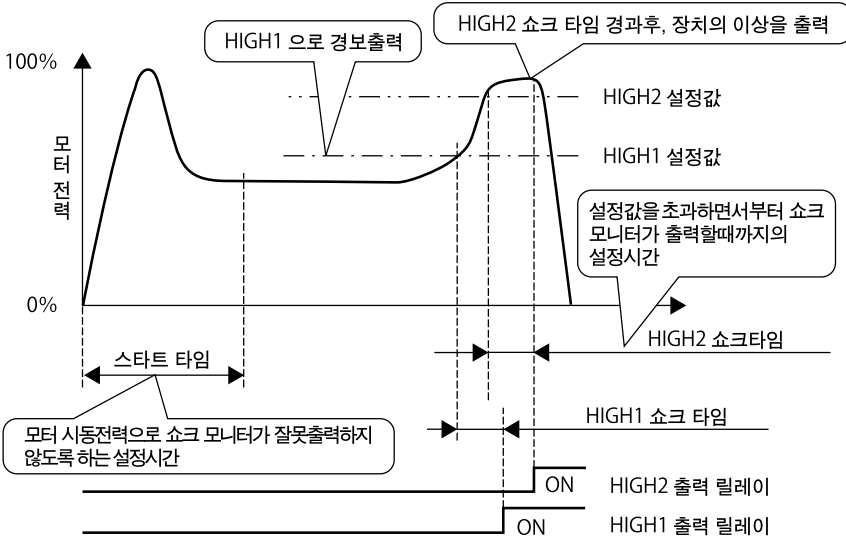 HIGH2 쇼크 타임 경과후, 장치의 이상을 출력
HIGH1 으로 경보출력
100%
HIGH2 설정값
HIGH1 설정값
모터 전력
설정값을 초과하면서부터 쇼크
모니터가 출력할때까지의
설정시간
0%
HIGH2 쇼크타임
스타트 타임
HIGH1 쇼크 타임
모터 시동전력으로 쇼크 모니터가 잘못출력하지
않도록 하는 설정시간
ON
HIGH2 출력 릴레이
ON
HIGH1 출력 릴레이